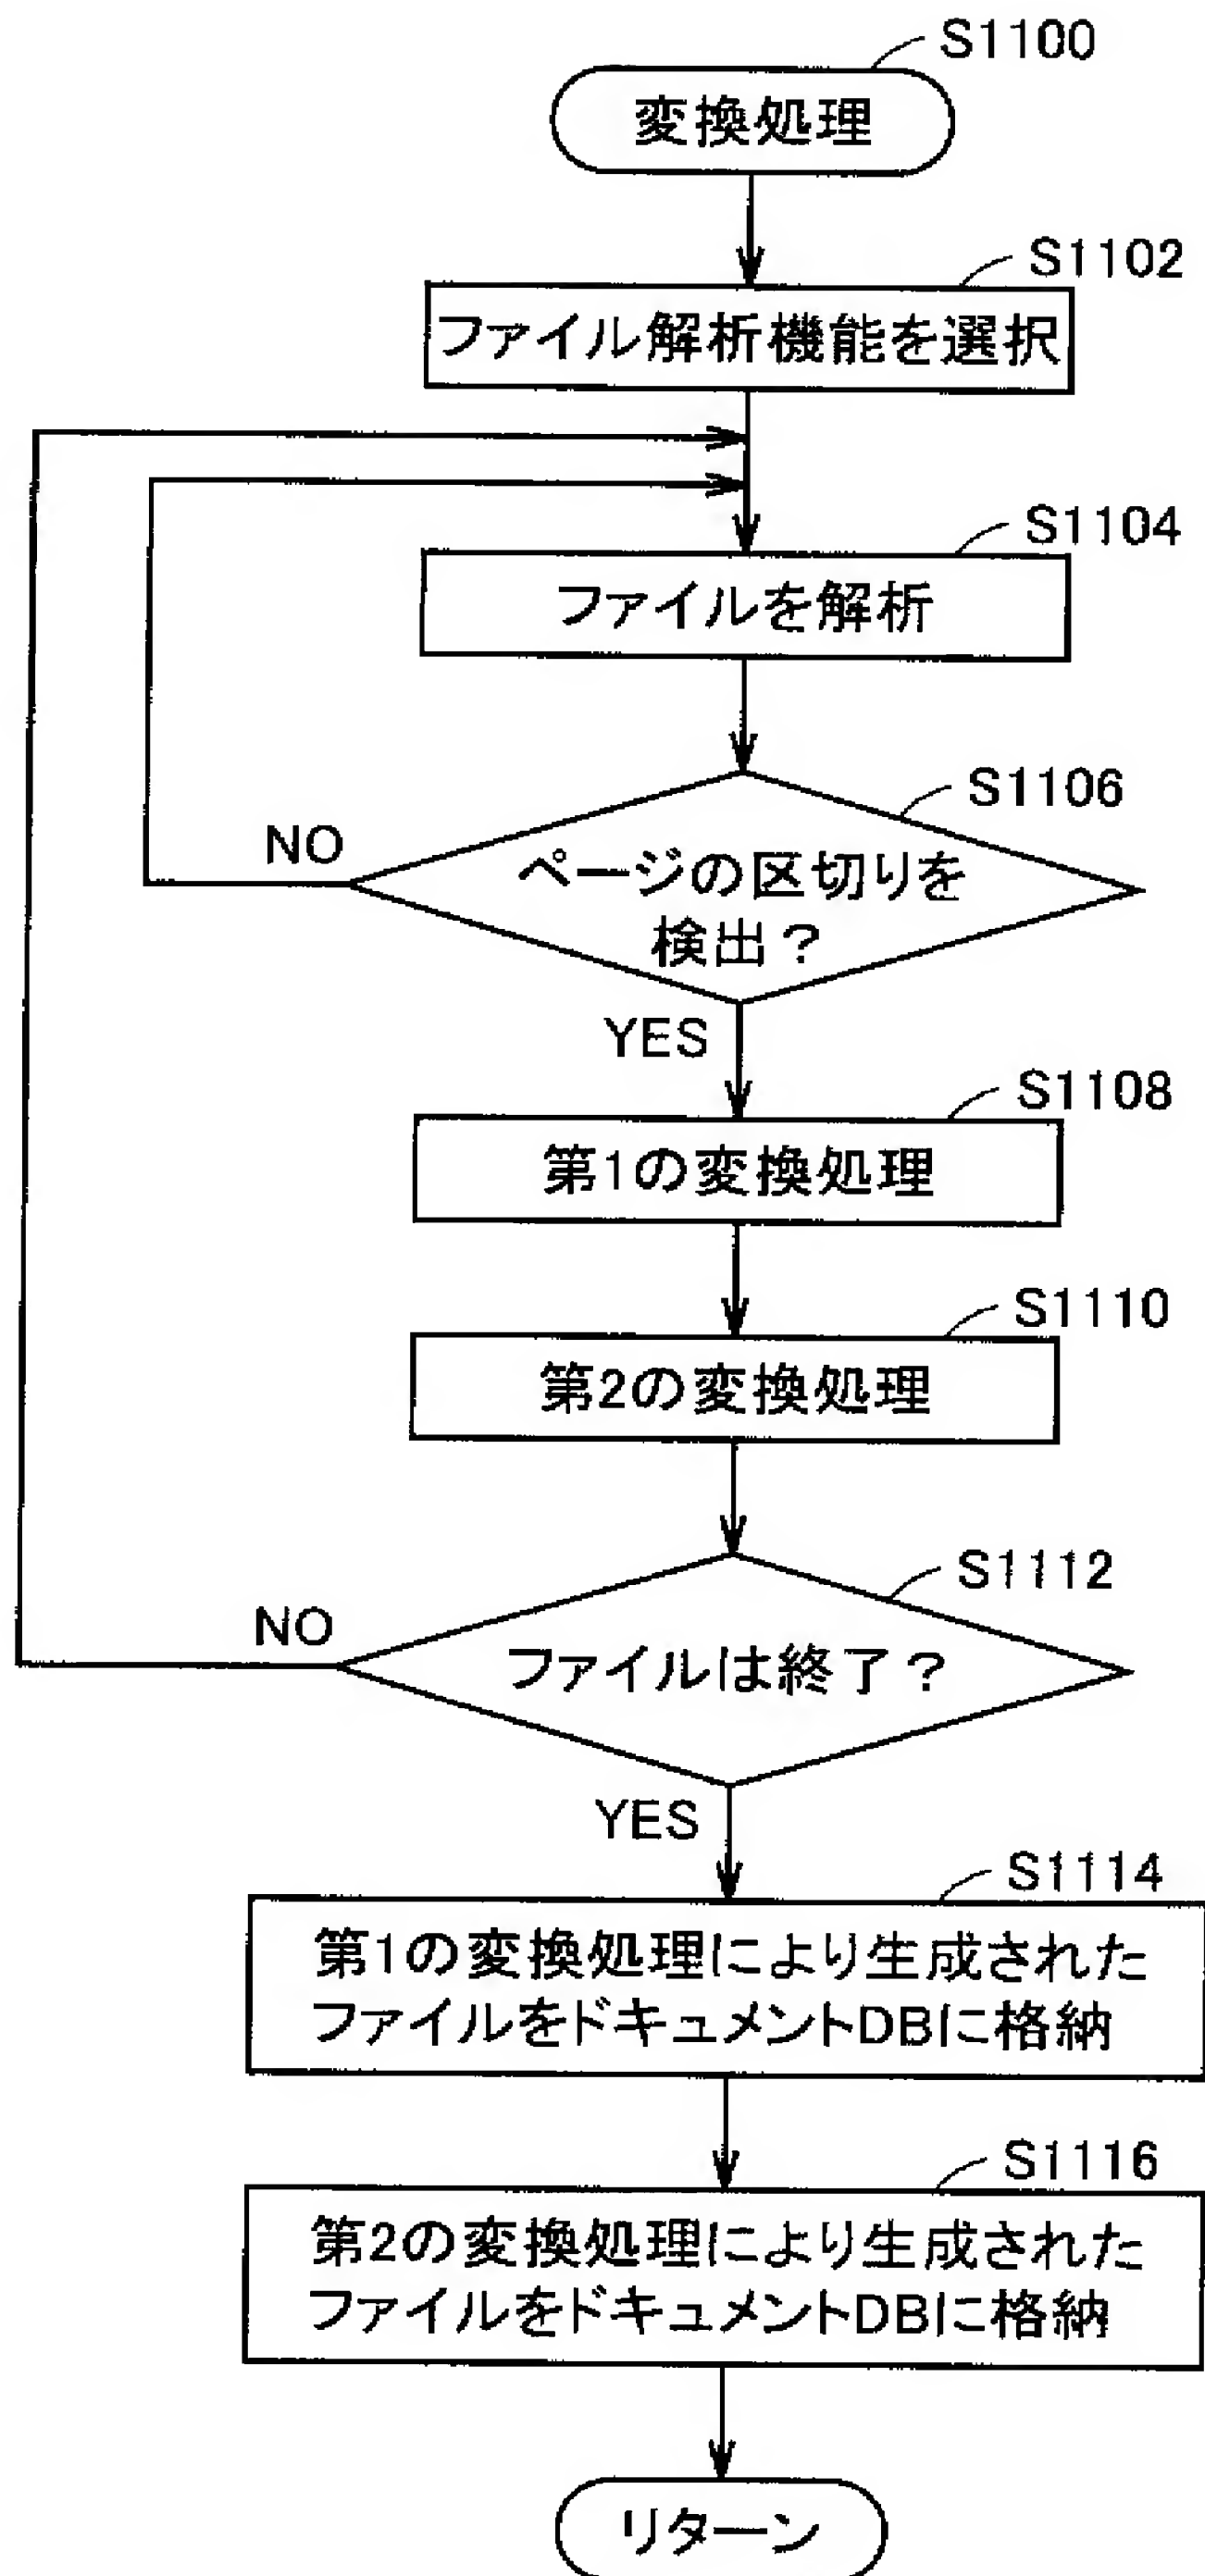 S1100
変換処理
S1102
ファイル解析機能を選択
S1104
ファイルを解析
S1106
NO
ページの区切りを
検出？
YES
S1108
第1の変換処理
S1110
第2の変換処理
S1112
NO
ファイルは終了？
YES
S1114
第1の変換処理により生成された
ファイルをドキュメントDBに格納
S1116
第2の変換処理により生成された
ファイルをドキュメントDBに格納
リターン